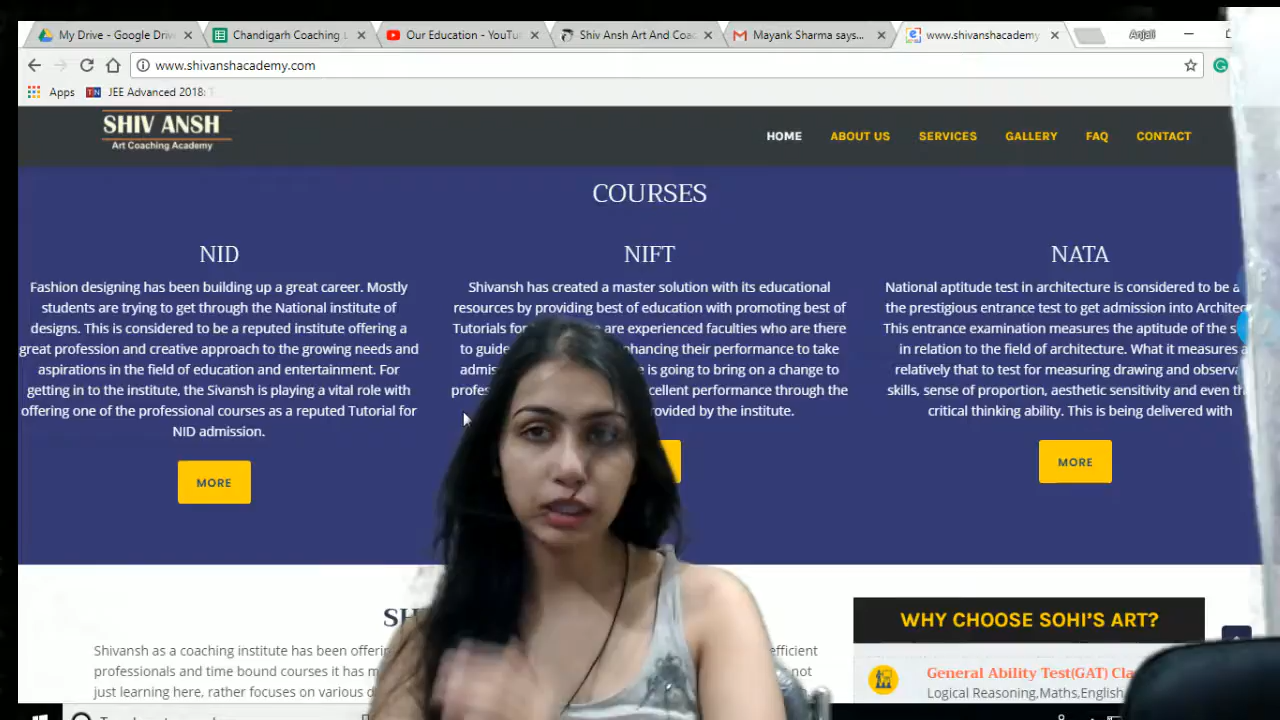 My Drive - Google Dri
Chandigarh Coaching
Our Education - YouTu
Shiv Ansh Art And Coa
Mayank Sharma says...
www.shivanshacademy
Anjali
www.shivanshacademy.com
Apps
JEE Advanced 2018:
SHIV ANSH
Art Coaching Academy
HOME
ABOUT US
SERVICES
GALLERY
FAQ
CONTACT
COURSES
NID
Fashion designing has been building up a great career. Mostly
students are trying to get through the National institute of
designs. This is considered to be a reputed institute offering a
great profession and creative approach to the growing needs and
aspirations in the field of education and entertainment. For
getting in to the institute, the Sivansh is playing a vital role with
offering one of the professional courses as a reputed Tutorial for
NID admission.
MORE
NIFT
Shivansh has created a master solution with its educational
resources by providing best of education with promoting best of
Tutorials for are experienced faculties who are there
to guide enhancing their performance to take
admis is going to bring on a change to
profes excellent performance through the
provided by the institute.
NATA
National aptitude test in architecture is considered to be a
the prestigious entrance test to get admission into Architec
This entrance examination measures the aptitude of the s
in relation to the field of architecture. What it measures
relatively that to test for measuring drawing and observa
skills, sense of proportion, aesthetic sensitivity and even th
critical thinking ability. This is being delivered with
MORE
SH
Shivansh as a coaching institute has been offerin efficient
professionals and time bound courses it has m not
just learning here, rather focuses on various d
WHY CHOOSE SOHI'S ART?
General Ability Test(GAT) Cla
Logical Reasoning,Maths,English